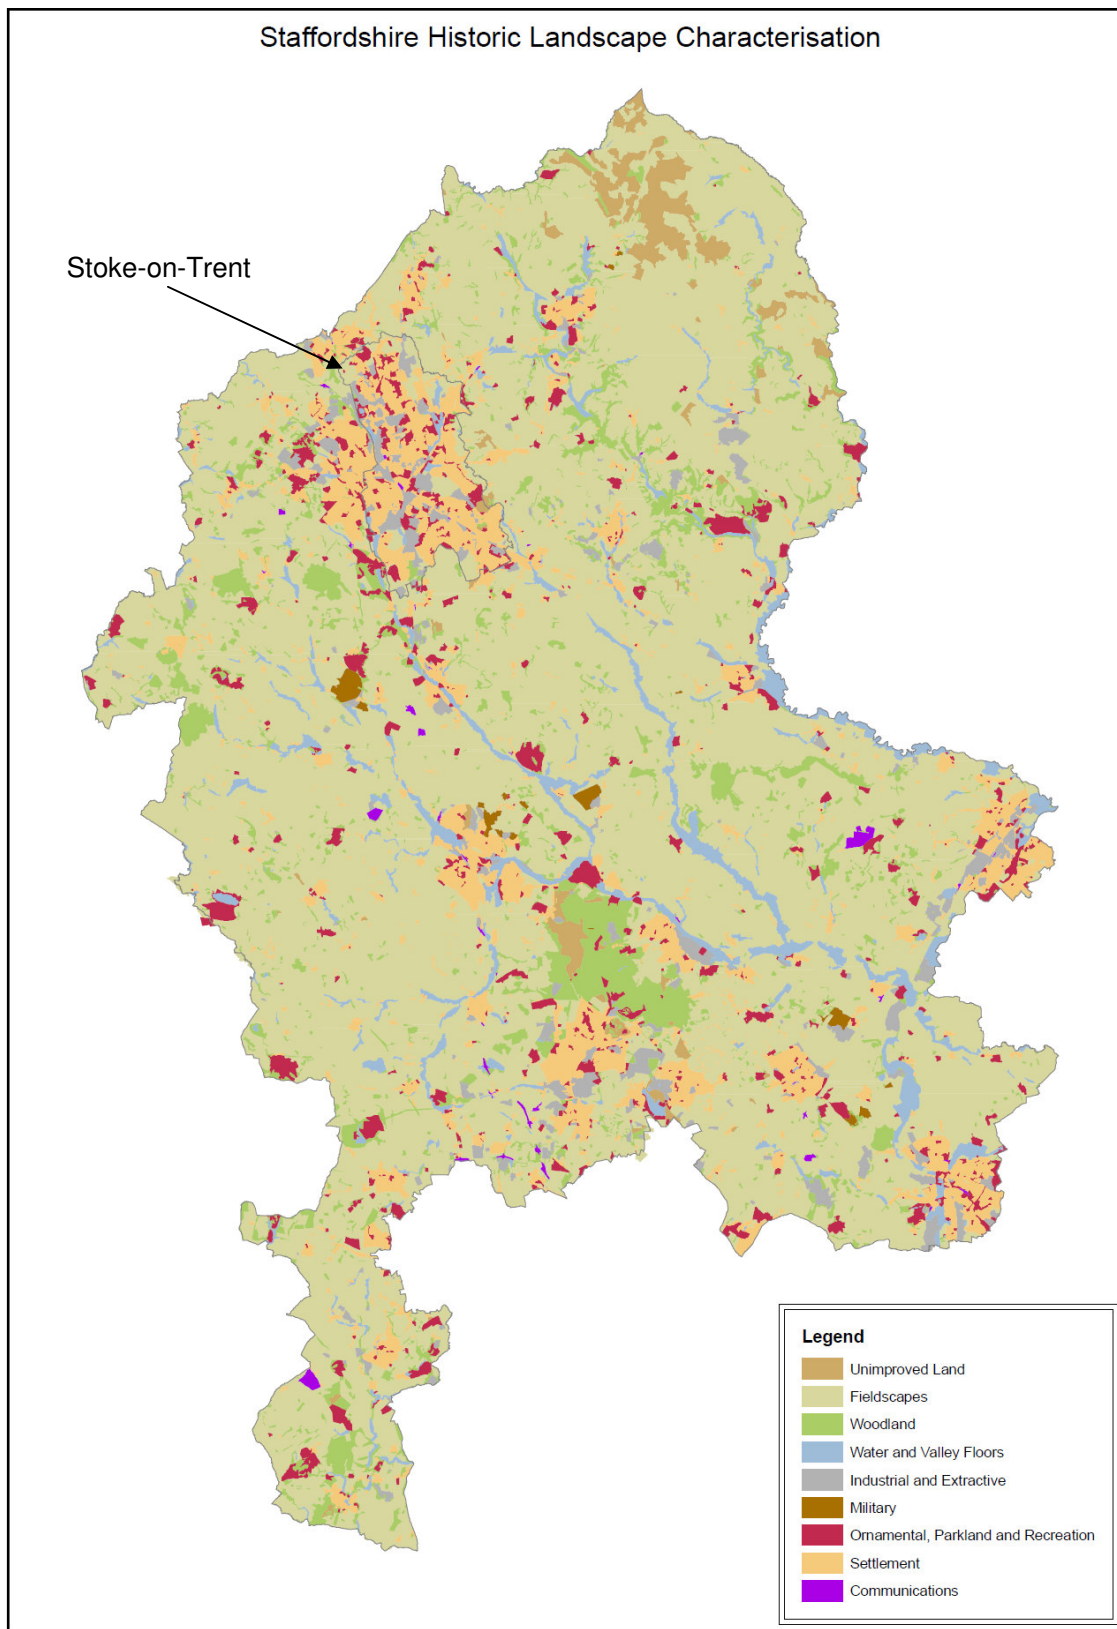 Staffordshire Historic Landscape Characterisation
Stoke-on-Trent
Legend
Unimproved Land
Fieldscapes
Woodland
Water and Valley Floors
Industrial and Extractive
Military
Ornamental, Parkland and Recreation
Settlement
Communications